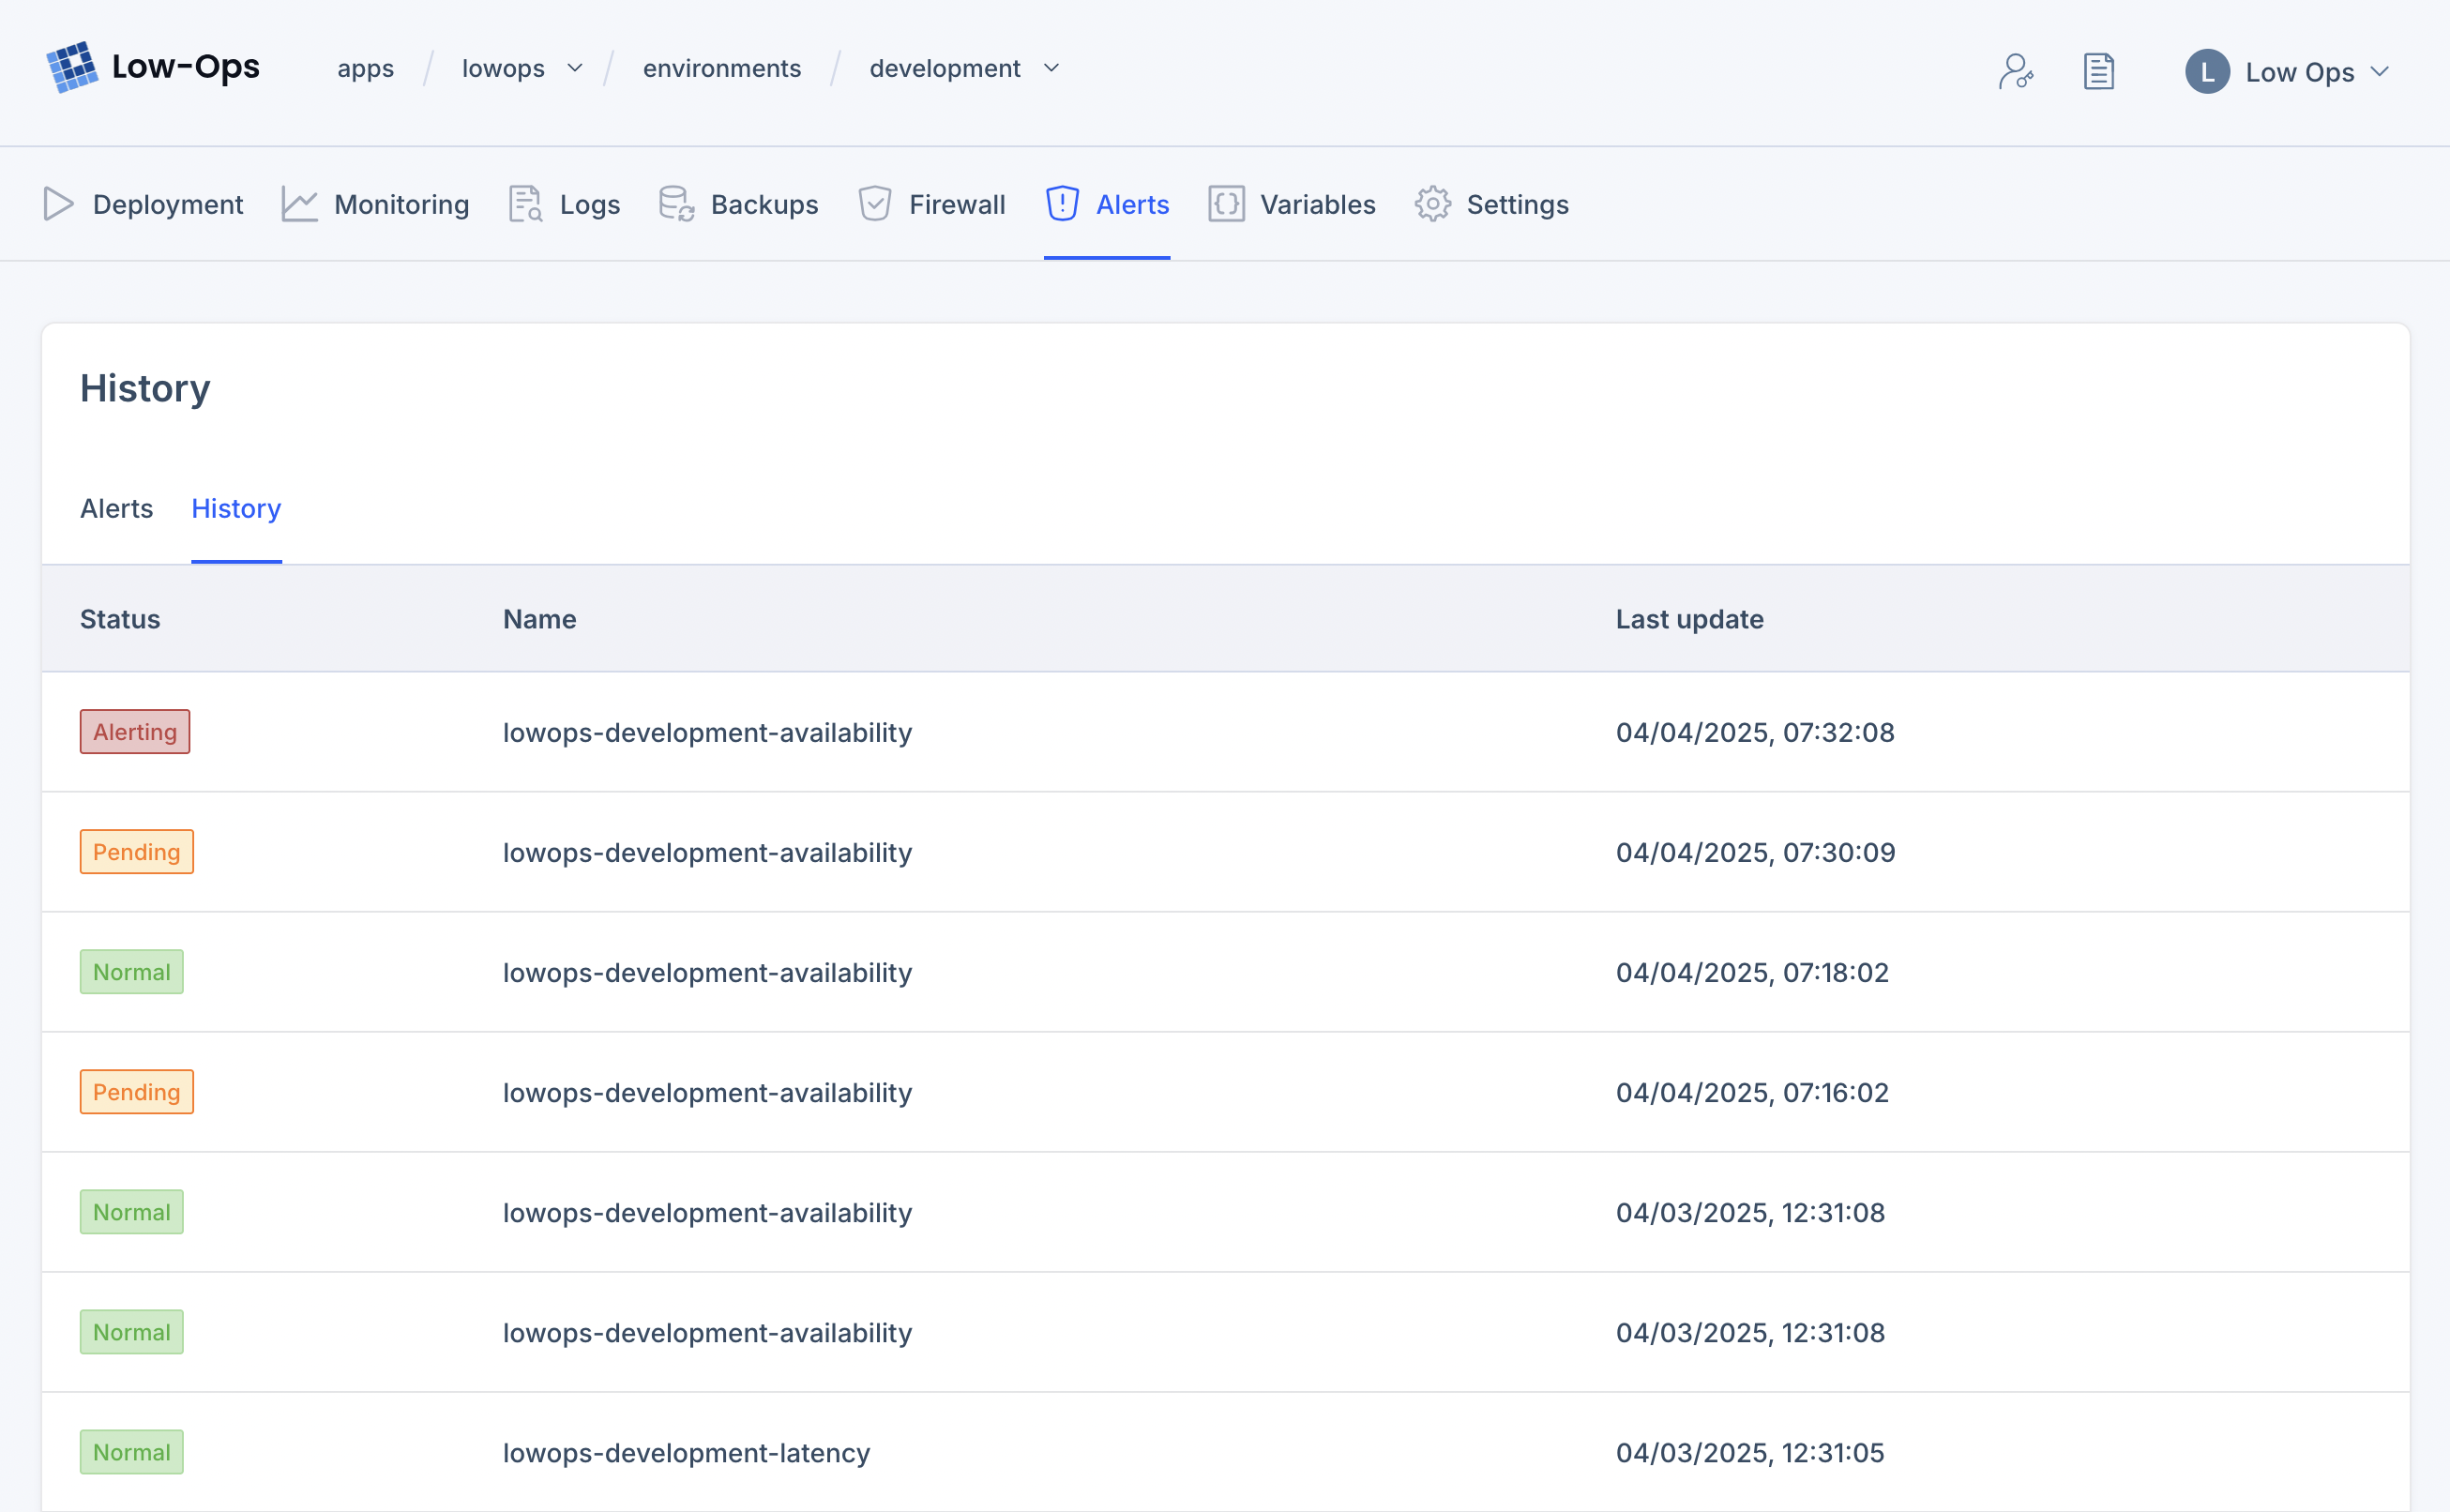 Low-Ops apps / lowops / environments / development L Low Ops
Deployment Monitoring Logs Backups Firewall Alerts Variables Settings
History
Alerts History
Status Name Last update
Alerting lowops-development-availability 04/04/2025, 07:32:08
Pending lowops-development-availability 04/04/2025, 07:30:09
Normal lowops-development-availability 04/04/2025, 07:18:02
Pending lowops-development-availability 04/04/2025, 07:16:02
Normal lowops-development-availability 04/03/2025, 12:31:08
Normal lowops-development-availability 04/03/2025, 12:31:08
Normal lowops-development-latency 04/03/2025, 12:31:05